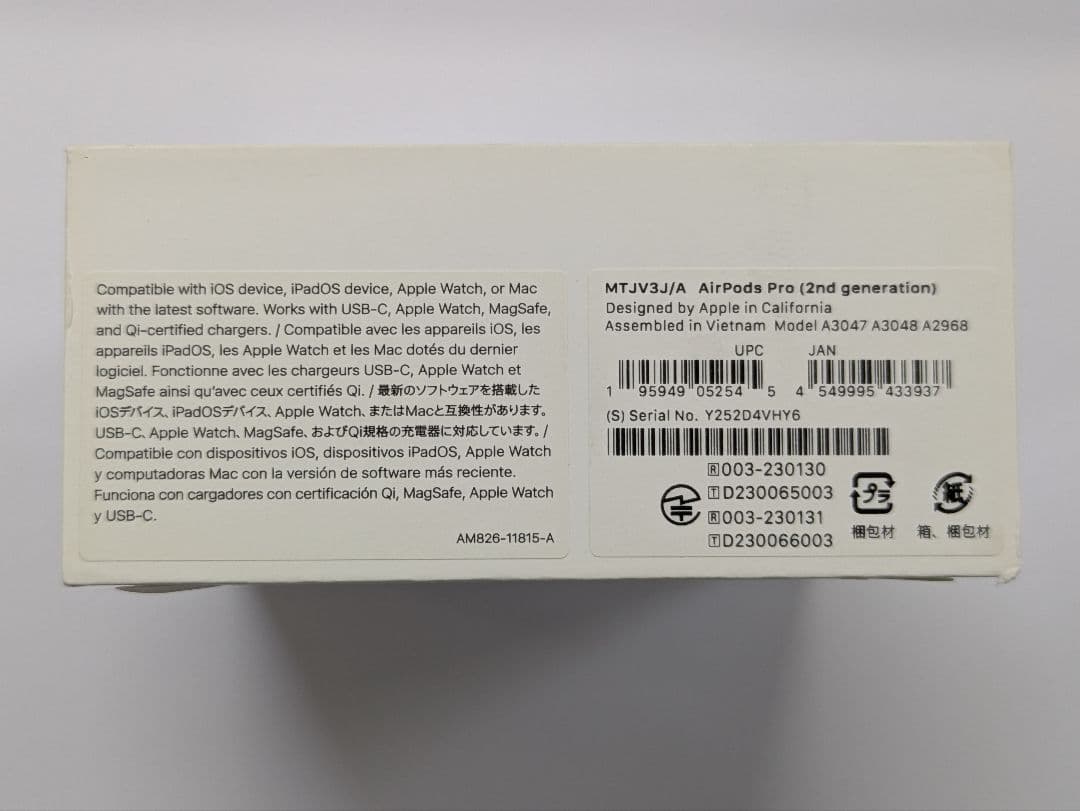 Compatible with iOS device, iPadOS device, Apple Watch, or Mac
with the latest software. Works with USB-C, Apple Watch, MagSafe,
and Qi-certified chargers. / Compatible avec les appareils iOS, les
appareils iPadOS, les Apple Watch et les Mac dotés du dernier
logiciel. Fonctionne avec les chargeurs USB-C, Apple Watch et
MagSafe ainsi qu'avec ceux certifiés Qi. / 最新のソフトウェアを搭載した
iOSデバイス、iPadOSデバイス、Apple Watch、またはMacと互換性があります。
USB-C、Apple Watch、MagSafe、およびQi規格の充電器に対応しています。/
Compatible con dispositivos iOS, dispositivos iPadOS, Apple Watch
y computadoras Mac con la versión de software más reciente.
Funciona con cargadores con certificación Qi, MagSafe, Apple Watch
y USB-C.
AM826-11815-A
MTJV3J/A AirPods Pro (2nd generation)
Designed by Apple in California
Assembled in Vietnam Model A3047 A3048 A2968
UPC JAN
1 95949 05254 5 4 549995 433937
(S) Serial No. Y252D4VHY6
R 003-230130
T D230065003
R 003-231131
T D230066003
プラ
紙
梱包材
箱、梱包材